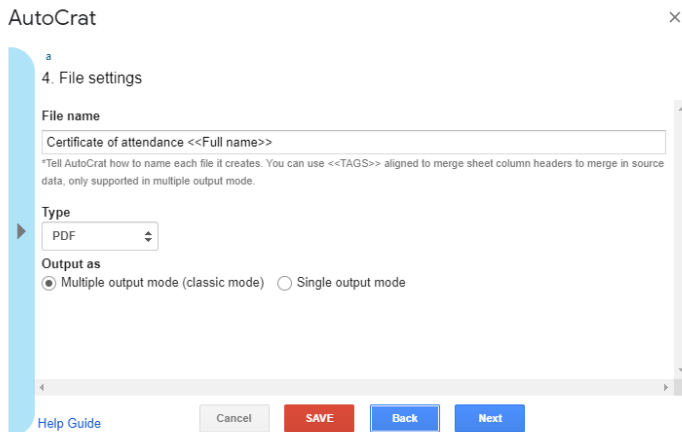 AutoCrat
a
4. File settings
File name
Certificate of attendance <<Full name>>
*Tell AutoCrat how to name each file it creates. You can use <<TAGS>> aligned to merge sheet column headers to merge in source
data, only supported in multiple output mode.
Type
PDF
Output as
Multiple output mode (classic mode) Single output mode
Help Guide Cancel SAVE Back Next